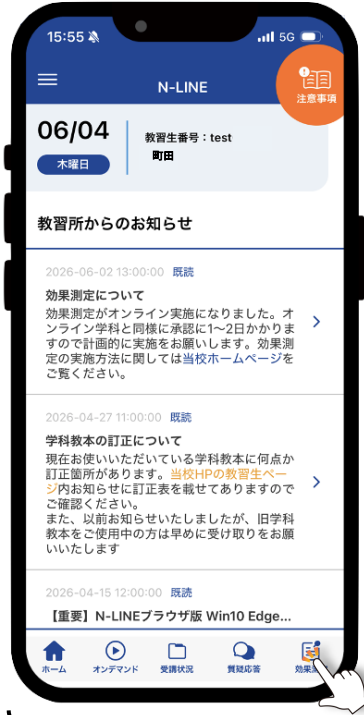 15:55
5G
N-LINE
注意事項
06/04
木曜日
教習生番号：test
町田
教習所からのお知らせ
2026-06-02 13:00:00 既読
効果測定について
効果測定がオンライン実施になりました。オ
ンライン学科と同様に承認に1〜2日かかりま
すので計画的に実施をお願いします。効果測
定の実施方法に関しては当校ホームページを
ご覧ください。
2026-04-27 11:00:00 既読
学科教本の訂正について
現在お使いいただいている学科教本に何点か
訂正箇所があります。当校HPの教習生ペー
ジ内お知らせに訂正表を載せてありますので
ご確認ください。
また、以前お知らせいたしましたが、旧学科
教本をご使用中の方は早めに受け取りをお願
いいたします
2026-04-15 12:00:00 既読
【重要】N-LINEブラウザ版 Win10 Edge...
ホーム オンデマンド 受講状況 質疑応答 効果